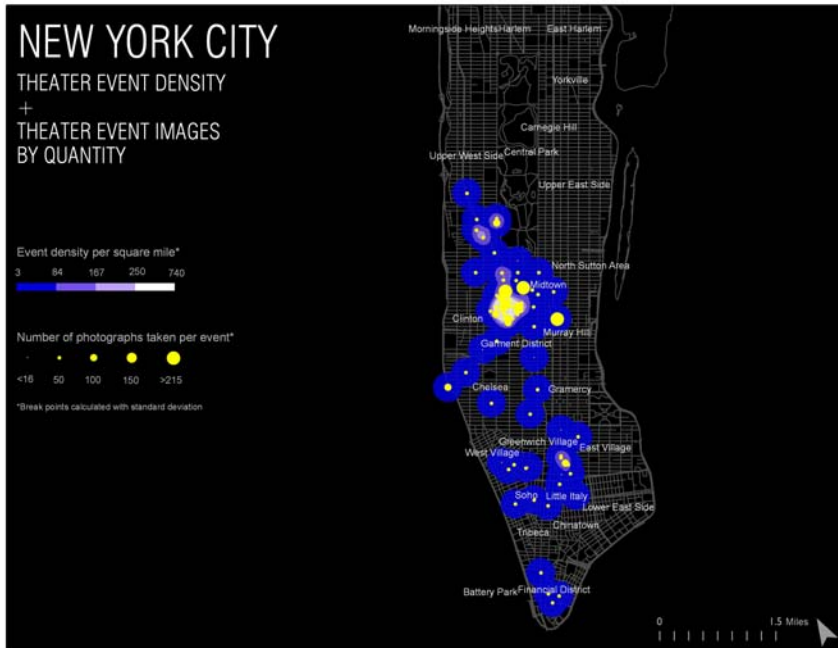 NEW YORK CITY
THEATER EVENT DENSITY
+
THEATER EVENT IMAGES
BY QUANTITY
Event density per square mile*
3 84 167 250 740
Number of photographs taken per event*
<16 50 100 150 >215
*Break points calculated with standard deviation
Morningside Heights Harlem East Harlem
Yorkville
Carnegie Hill
Upper West Side Central Park
Upper East Side
North Sutton Area
Midtown
Clinton
Murray Hill
Garment District
Chelsea Gramercy
Greenwich Village
East Village
West Village
Soho Little Italy
Lower East Side
Chinatown
Tribeca
Battery Park Financial District
0 1.5 Miles